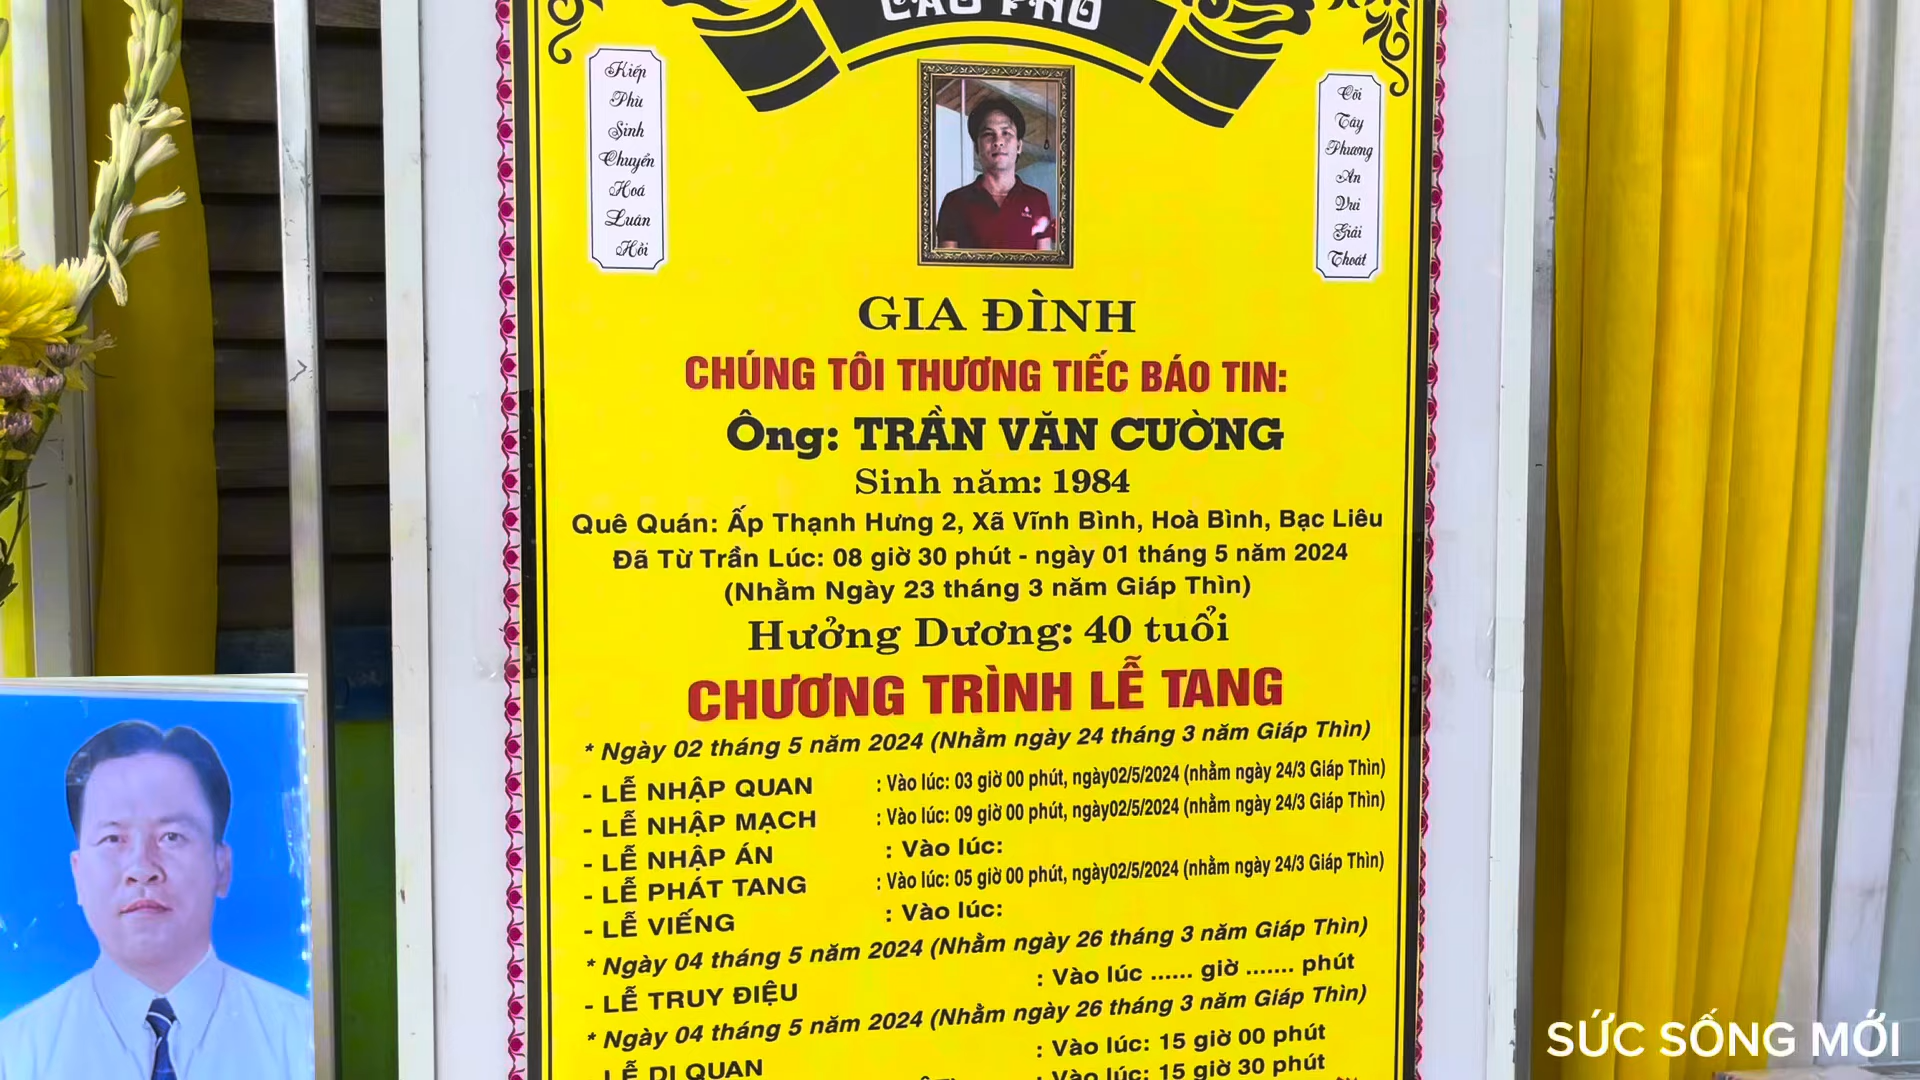 CÁO PHÓ
Kiếp
Phù
Sinh
Chuyển
Hoá
Luân
Hồi
Cõi
Tây
Phương
An
Vui
Giải
Thoát
GIA ĐÌNH
CHÚNG TÔI THƯƠNG TIẾC BÁO TIN:
Ông: TRẦN VĂN CƯỜNG
Sinh năm: 1984
Quê Quán: Ấp Thạnh Hưng 2, Xã Vĩnh Bình, Hoà Bình, Bạc Liêu
Đã Từ Trần Lúc: 08 giờ 30 phút - ngày 01 tháng 5 năm 2024
(Nhằm Ngày 23 tháng 3 năm Giáp Thìn)
Hưởng Dương: 40 tuổi
CHƯƠNG TRÌNH LỄ TANG
* Ngày 02 tháng 5 năm 2024 (Nhằm ngày 24 tháng 3 năm Giáp Thìn)
- LỄ NHẬP QUAN : Vào lúc: 03 giờ 00 phút, ngày02/5/2024 (nhằm ngày 24/3 Giáp Thìn)
- LỄ NHẬP MẠCH : Vào lúc: 09 giờ 00 phút, ngày02/5/2024 (nhằm ngày 24/3 Giáp Thìn)
- LỄ NHẬP ÁN : Vào lúc:
- LỄ PHÁT TANG : Vào lúc: 05 giờ 00 phút, ngày02/5/2024 (nhằm ngày 24/3 Giáp Thìn)
- LỄ VIẾNG : Vào lúc:
* Ngày 04 tháng 5 năm 2024 (Nhằm ngày 26 tháng 3 năm Giáp Thìn)
- LỄ TRUY ĐIỆU : Vào lúc ...... giờ ....... phút
* Ngày 04 tháng 5 năm 2024 (Nhằm ngày 26 tháng 3 năm Giáp Thìn)
LỄ DI QUAN : Vào lúc: 15 giờ 00 phút
: Vào lúc: 15 giờ 30 phút
SỨC SỐNG MỚI